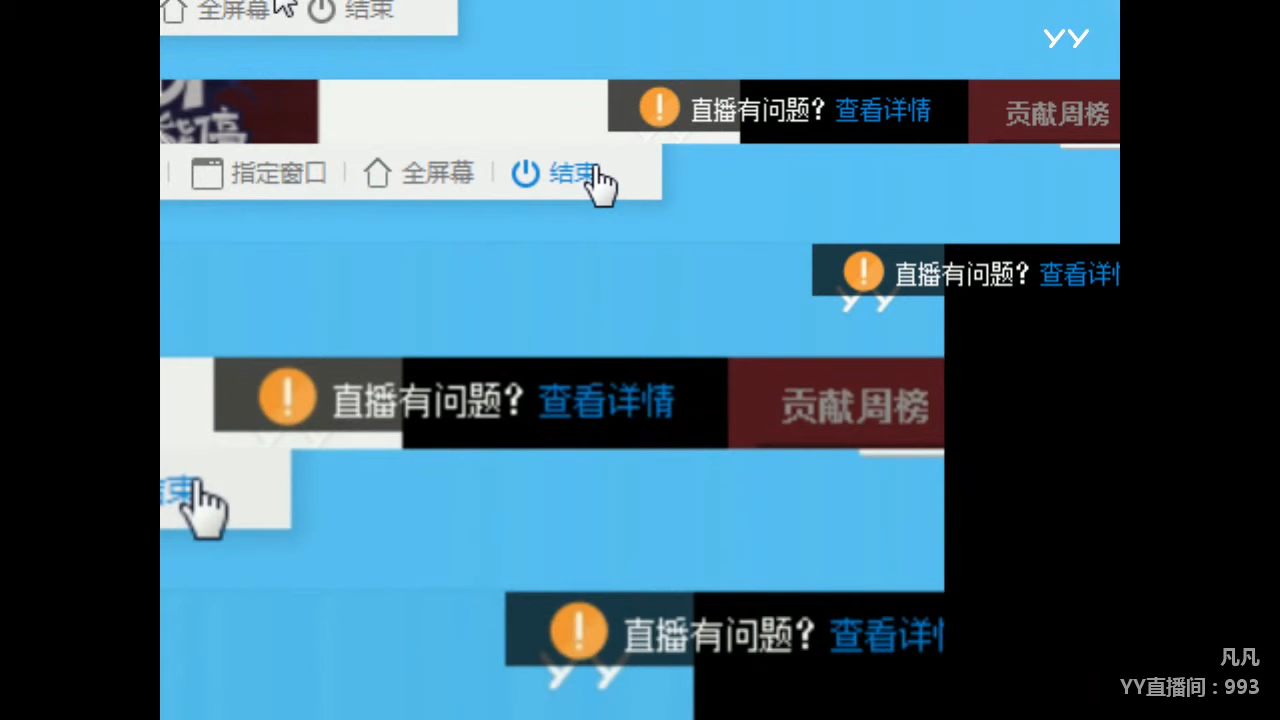 全屏幕 结束
YY
直播有问题? 查看详情 贡献周榜
指定窗口 全屏幕 结束
直播有问题? 查看详
YY
直播有问题? 查看详情 贡献周榜
束
直播有问题? 查看详
YY
凡凡
YY直播间:993